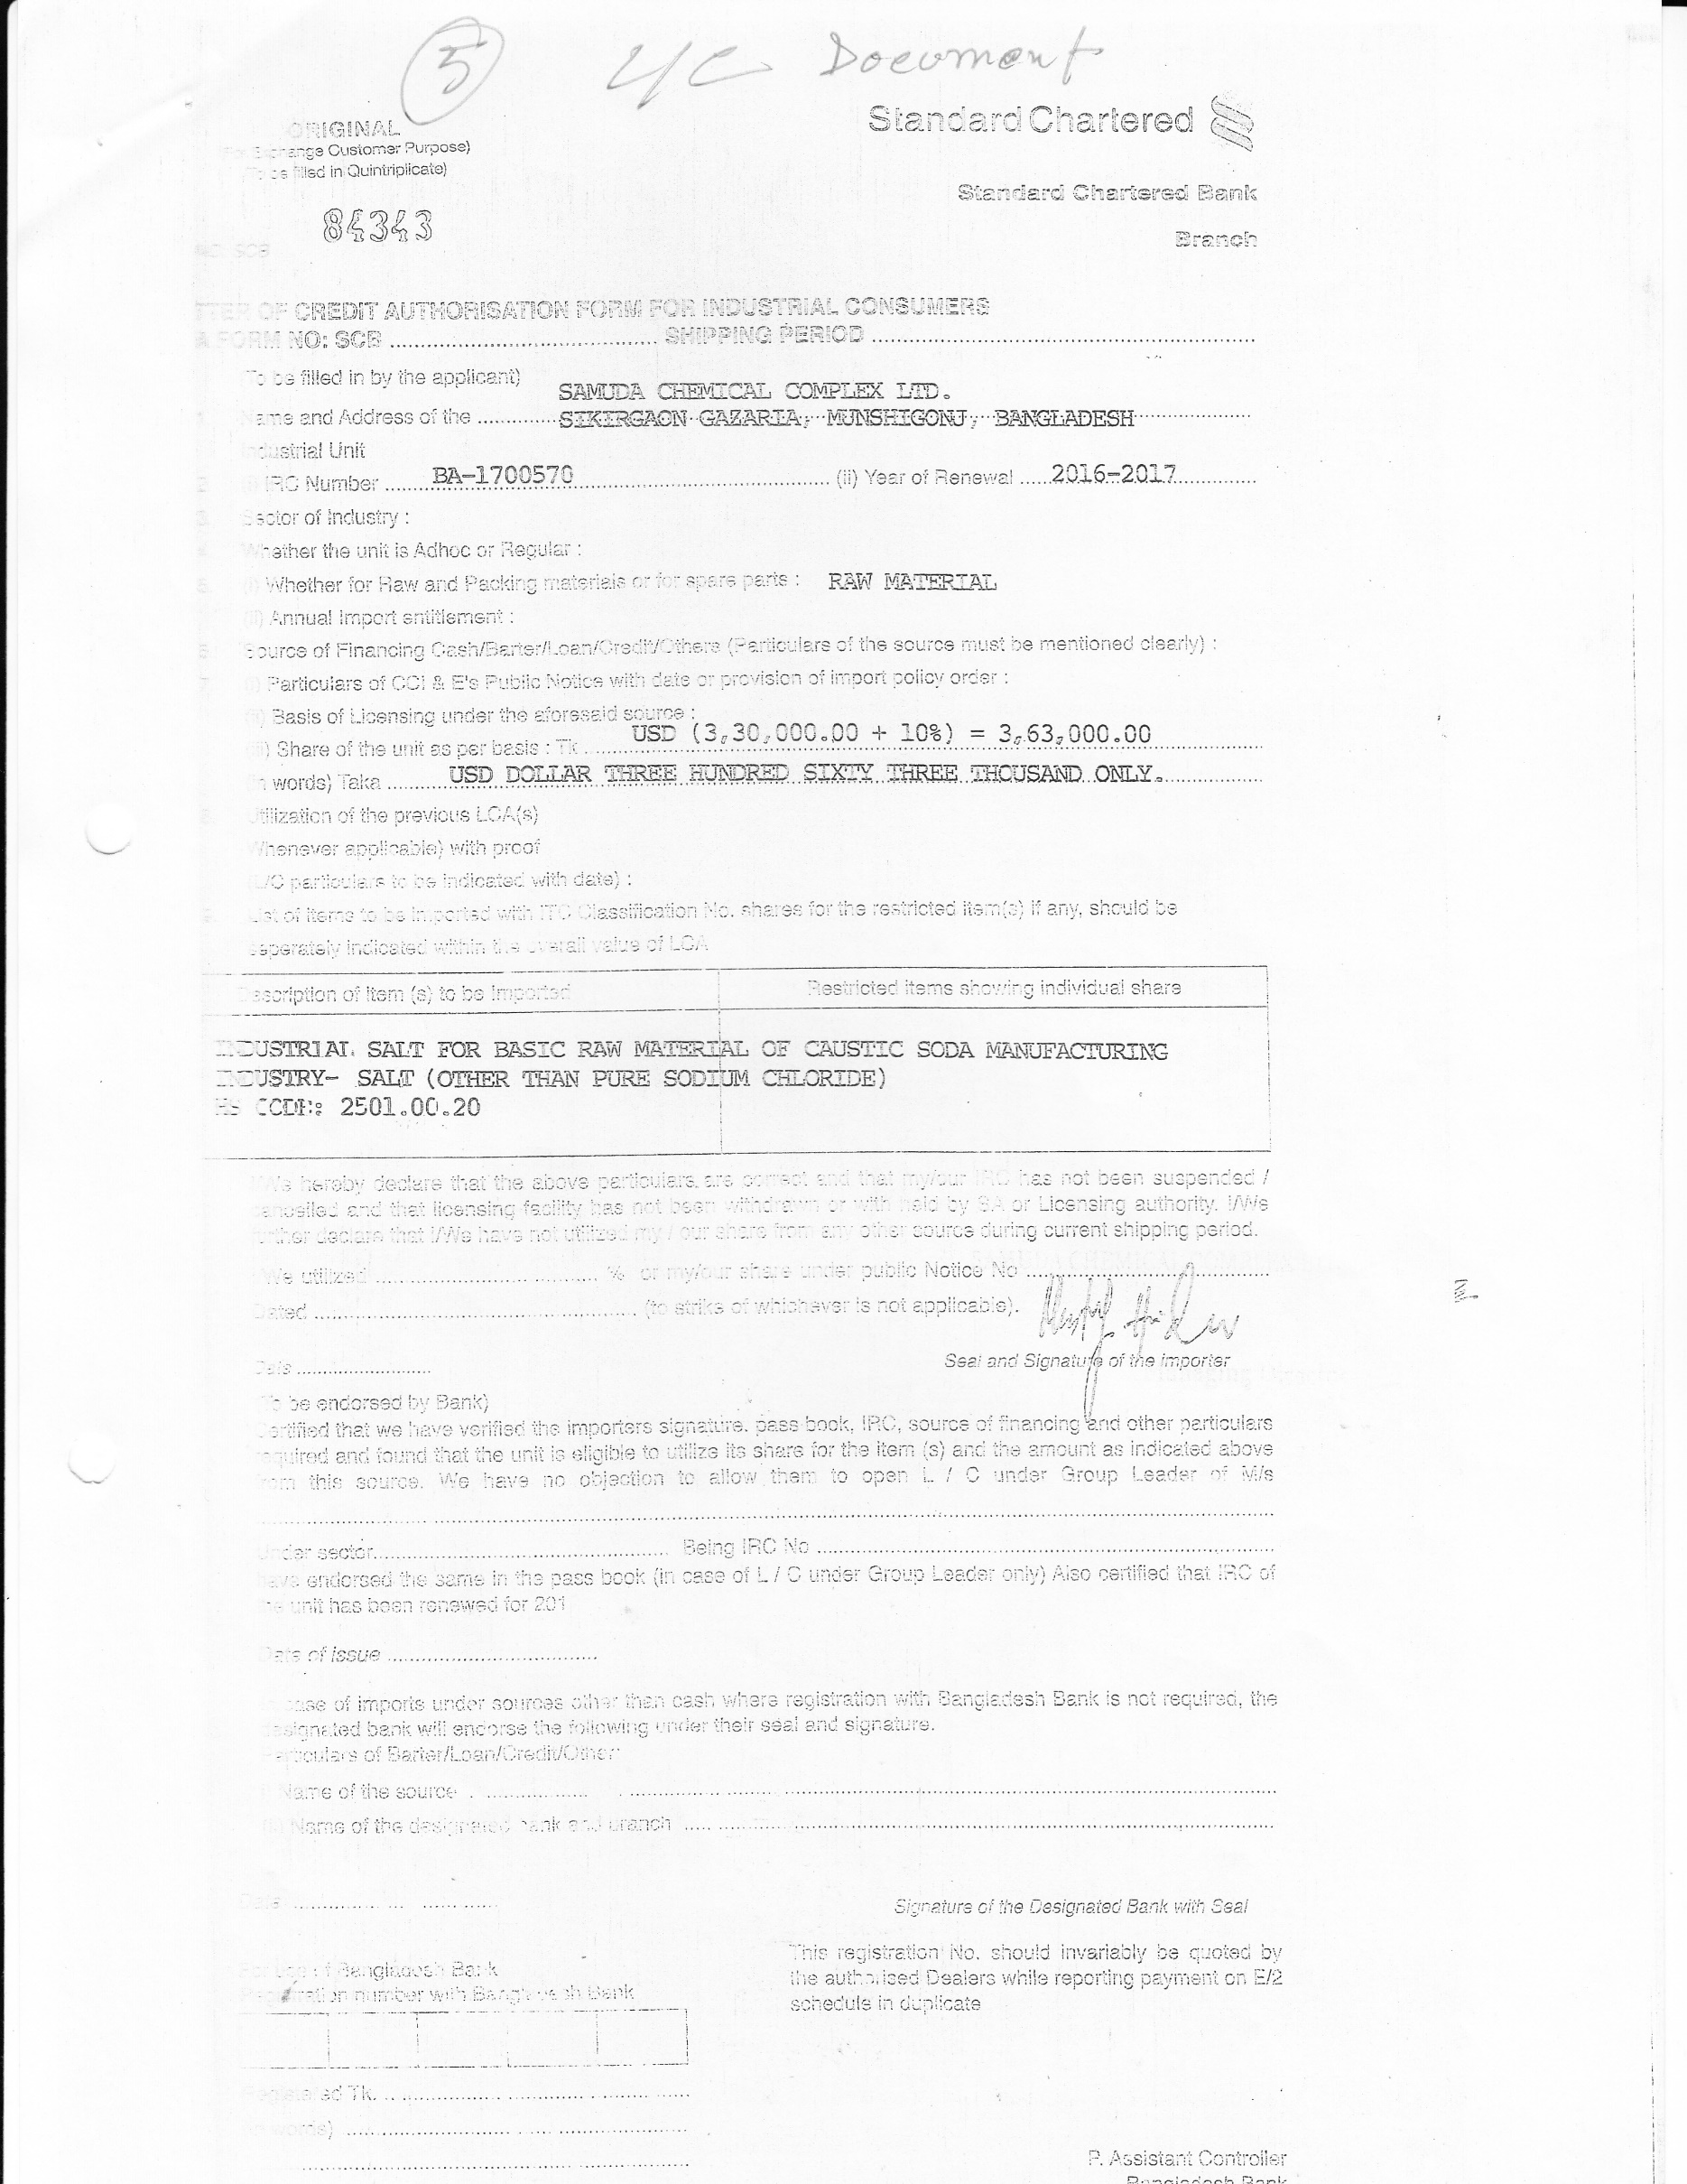 5 L/C Document
ORIGINAL
Exchange Customer Purpose)
To be filled in Quintriplicate)
Standard Chartered
Standard Chartered Bank
84343
Branch
NO: SCB
TTER OF CREDIT AUTHORISATION FORM FOR INDUSTRIAL CONSUMERS
A FORM NO: SCB ............ SHIPPING PERIOD ............
To be filled in by the applicant)
SAMUDA CHEMICAL COMPLEX LTD.
Name and Address of the ............ SIKIRGAON GAZARIA, MUNSHIGONJ, BANGLADESH
Industrial Unit
IRC Number ...... BA-1700570 ...... (ii) Year of Renewal ..... 2016-2017
Sector of Industry :
Whether the unit is Adhoc or Regular :
(i) Whether for Raw and Packing materials or for spare parts : RAW MATERIAL
(ii) Annual Import entitlement :
Source of Financing Cash/Barter/Loan/Credit/Others (Particulars of the source must be mentioned clearly) :
(i) Particulars of CCI & E's Public Notice with date or provision of import policy order :
(ii) Basis of Licensing under the aforesaid source :
(iii) Share of the unit as per basis : Tk ...... USD (3,30,000.00 + 10%) = 3,63,000.00
in words) Taka ...... USD DOLLAR THREE HUNDRED SIXTY THREE THOUSAND ONLY.
Utilization of the previous LCA(s)
Whenever applicable) with proof
L/C particulars to be indicated with date) :
List of items to be imported with ITC Classification No. shares for the restricted item(s) if any, should be
seperately indicated within the overall value of LCA
Description of item (s) to be imported
Restricted items showing individual share
INDUSTRIAL SALT FOR BASIC RAW MATERIAL OF CAUSTIC SODA MANUFACTURING
INDUSTRY- SALT (OTHER THAN PURE SODIUM CHLORIDE)
HS CODE: 2501.00.20
I/We hereby declare that the above particulars are correct and that my/our IRC has not been suspended /
cancelled and that licensing facility has not been withdrawn or with held by BA or Licensing authority. I/We
further declare that I/We have not utilized my / our share from any other source during current shipping period.
We utilized ............ % or my/our share under public Notice No ............
Dated ............ (to strike of whichever is not applicable).
Date ............
Seal and Signature of the importer
To be endorsed by Bank)
Certified that we have verified the importers signature. pass book, IRC, source of financing and other particulars
required and found that the unit is eligible to utilize its share for the item (s) and the amount as indicated above
from this source. We have no objection to allow them to open L / C under Group Leader of M/s
............
Under sector............ Being IRC No ............
have endorsed the same in the pass book (in case of L / C under Group Leader only) Also certified that IRC of
the unit has been renewed for 201
Date of issue ............
case of imports under sources other than cash where registration with Bangladesh Bank is not required, the
designated bank will endorse the following under their seal and signature.
Particulars of Barter/Loan/Credit/Other
Name of the source ............
(ii) Name of the designated bank and branch ............
Date ............
Signature of the Designated Bank with Seal
For use of Bangladesh Bank
Registration number with Bangladesh Bank
This registration No. should invariably be quoted by
the authorised Dealers while reporting payment on E/2
schedule in duplicate
Registered Tk. ............
words) ............
P. Assistant Controller
Bangladesh Bank